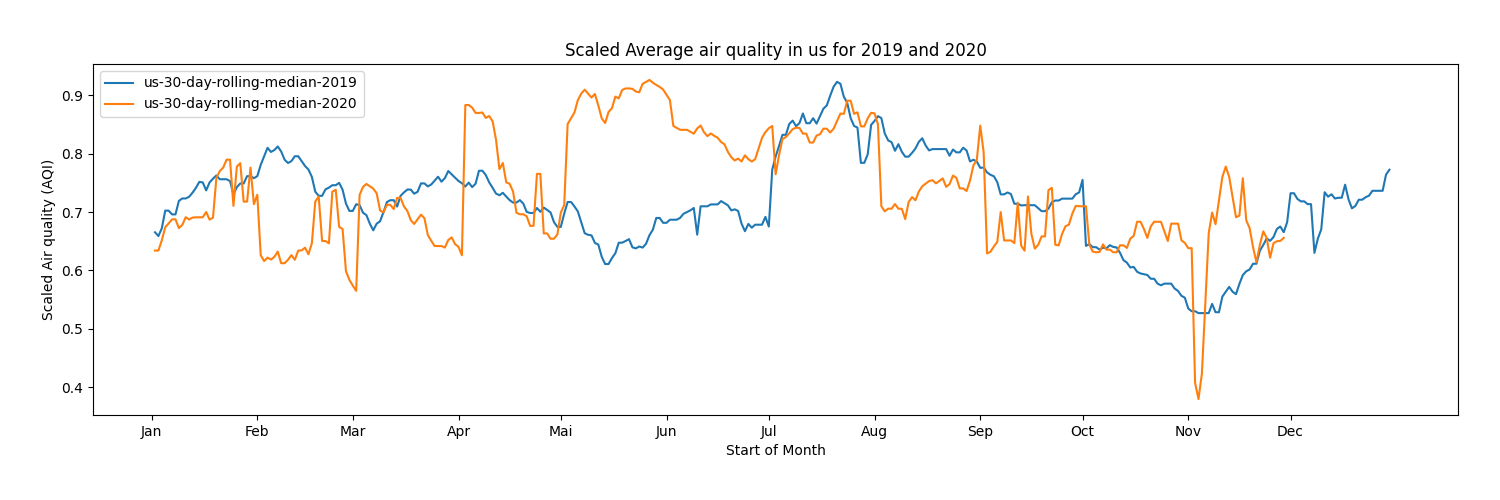 Scaled Average air quality in us for 2019 and 2020
us-30-day-rolling-median-2019
us-30-day-rolling-median-2020
Scaled Air quality (AQI)
0.9
0.8
0.7
0.6
0.5
0.4
Jan Feb Mar Apr Mai Jun Jul Aug Sep Oct Nov Dec
Start of Month